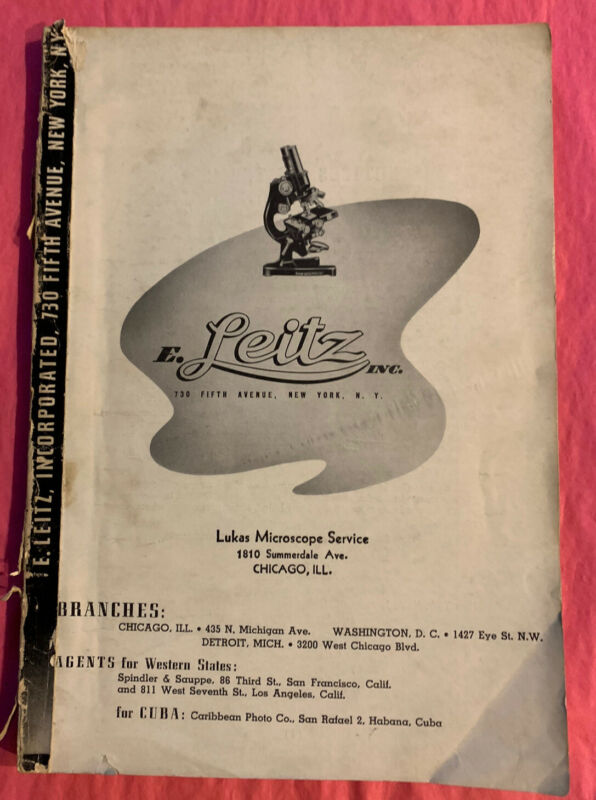 E. LEITZ, INCORPORATED, 730 FIFTH AVENUE, NEW YORK, NY
E. Leitz INC.
730 FIFTH AVENUE, NEW YORK, N. Y.
Lukas Microscope Service
1810 Summerdale Ave.
CHICAGO, ILL.
BRANCHES:
CHICAGO, ILL. • 435 N. Michigan Ave. WASHINGTON, D. C. • 1427 Eye St. N.W.
DETROIT, MICH. • 3200 West Chicago Blvd.
AGENTS for Western States:
Spindler & Sauppe, 86 Third St., San Francisco, Calif.
and 811 West Seventh St., Los Angeles, Calif.
for CUBA: Caribbean Photo Co., San Rafael 2, Habana, Cuba